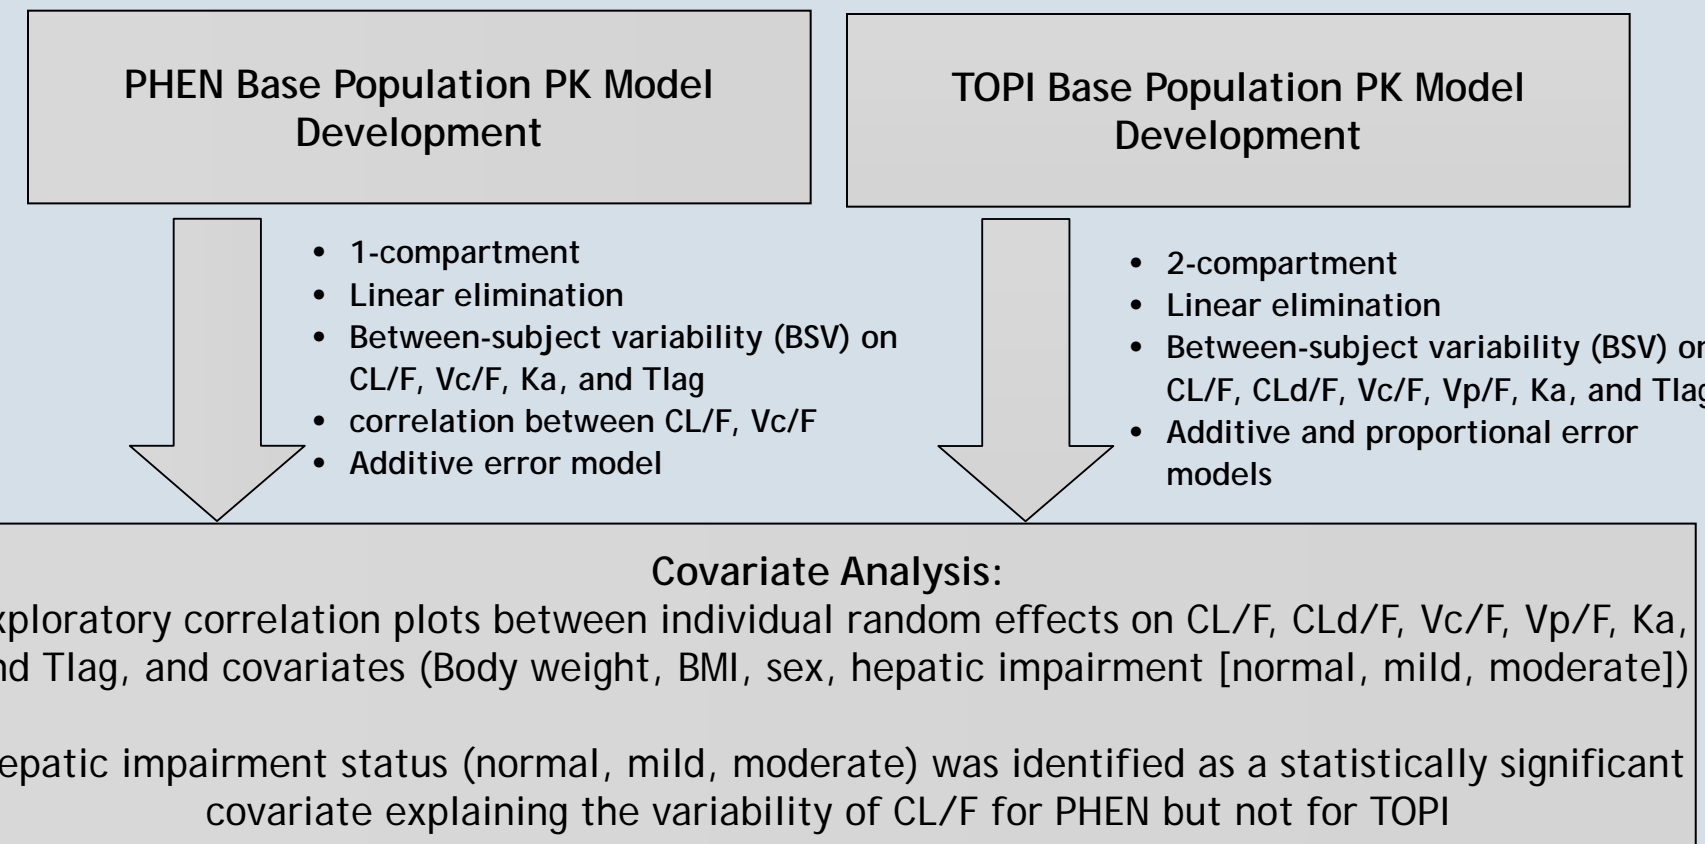 PHEN Base Population PK Model
Development
• 1-compartment
• Linear elimination
• Between-subject variability (BSV) on
CL/F, Vc/F, Ka, and Tlag
• correlation between CL/F, Vc/F
• Additive error model
TOPI Base Population PK Model
Development
• 2-compartment
• Linear elimination
• Between-subject variability (BSV) on
CL/F, CLd/F, Vc/F, Vp/F, Ka, and Tlag
• Additive and proportional error
models
Covariate Analysis:
xploratory correlation plots between individual random effects on CL/F, CLd/F, Vc/F, Vp/F, Ka,
nd Tlag, and covariates (Body weight, BMI, sex, hepatic impairment [normal, mild, moderate])
epatic impairment status (normal, mild, moderate) was identified as a statistically significant
covariate explaining the variability of CL/F for PHEN but not for TOPI